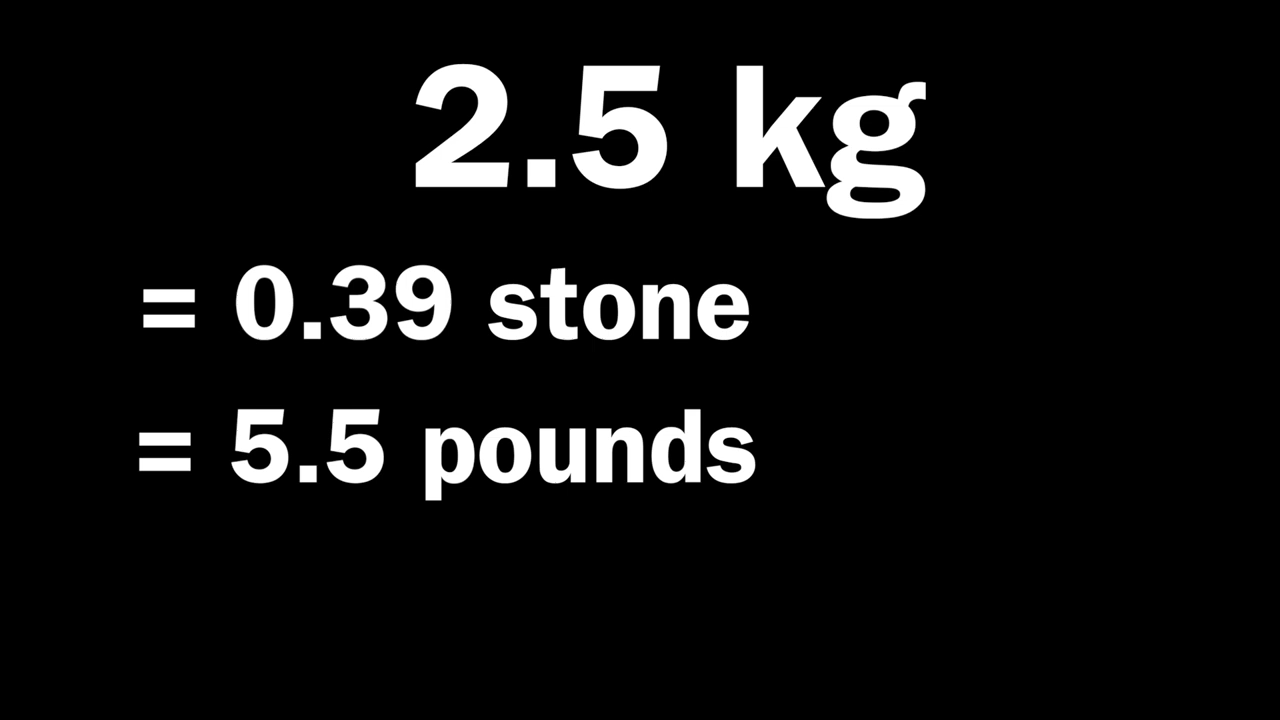 2.5 kg
= 0.39 stone
= 5.5 pounds